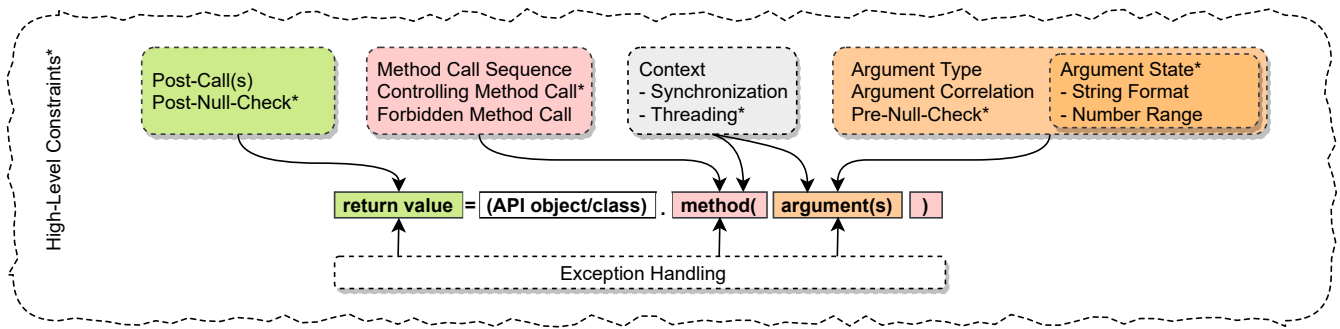 High-Level Constraints*
Post-Call(s)
Post-Null-Check*
Method Call Sequence
Controlling Method Call*
Forbidden Method Call
Context
- Synchronization
- Threading*
Argument Type
Argument Correlation
Pre-Null-Check*
Argument State*
- String Format
- Number Range
return value = (API object/class) . method( argument(s) )
Exception Handling